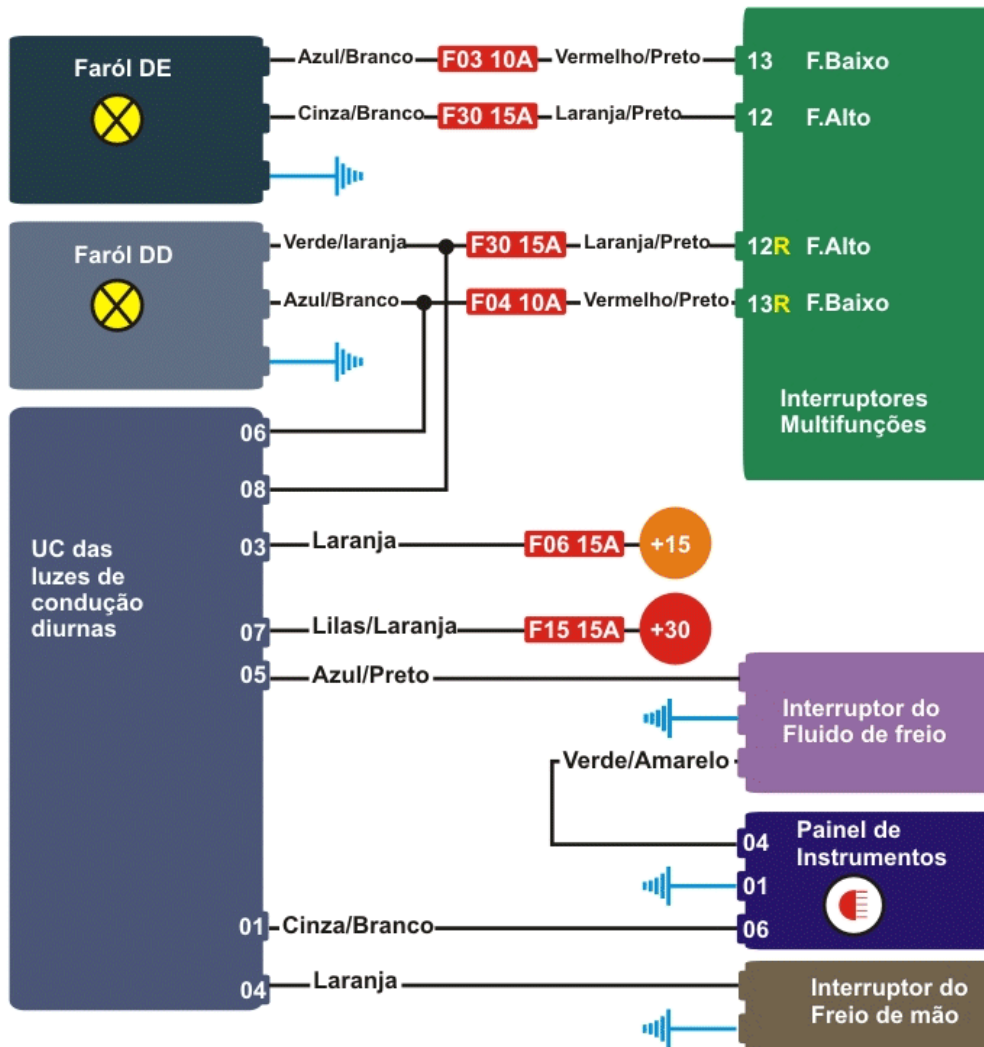 Faról DE
Azul/Branco F03 10A Vermelho/Preto 13 F.Baixo
Cinza/Branco F30 15A Laranja/Preto 12 F.Alto
Faról DD
Verde/laranja F30 15A Laranja/Preto 12R F.Alto
Azul/Branco F04 10A Vermelho/Preto 13R F.Baixo
Interruptores
Multifunções
06
08
UC das
luzes de
condução
diurnas
03 Laranja F06 15A +15
07 Lilas/Laranja F15 15A +30
05 Azul/Preto
Interruptor do
Fluido de freio
Verde/Amarelo
Painel de
Instrumentos
04
01
01 Cinza/Branco 06
04 Laranja
Interruptor do
Freio de mão